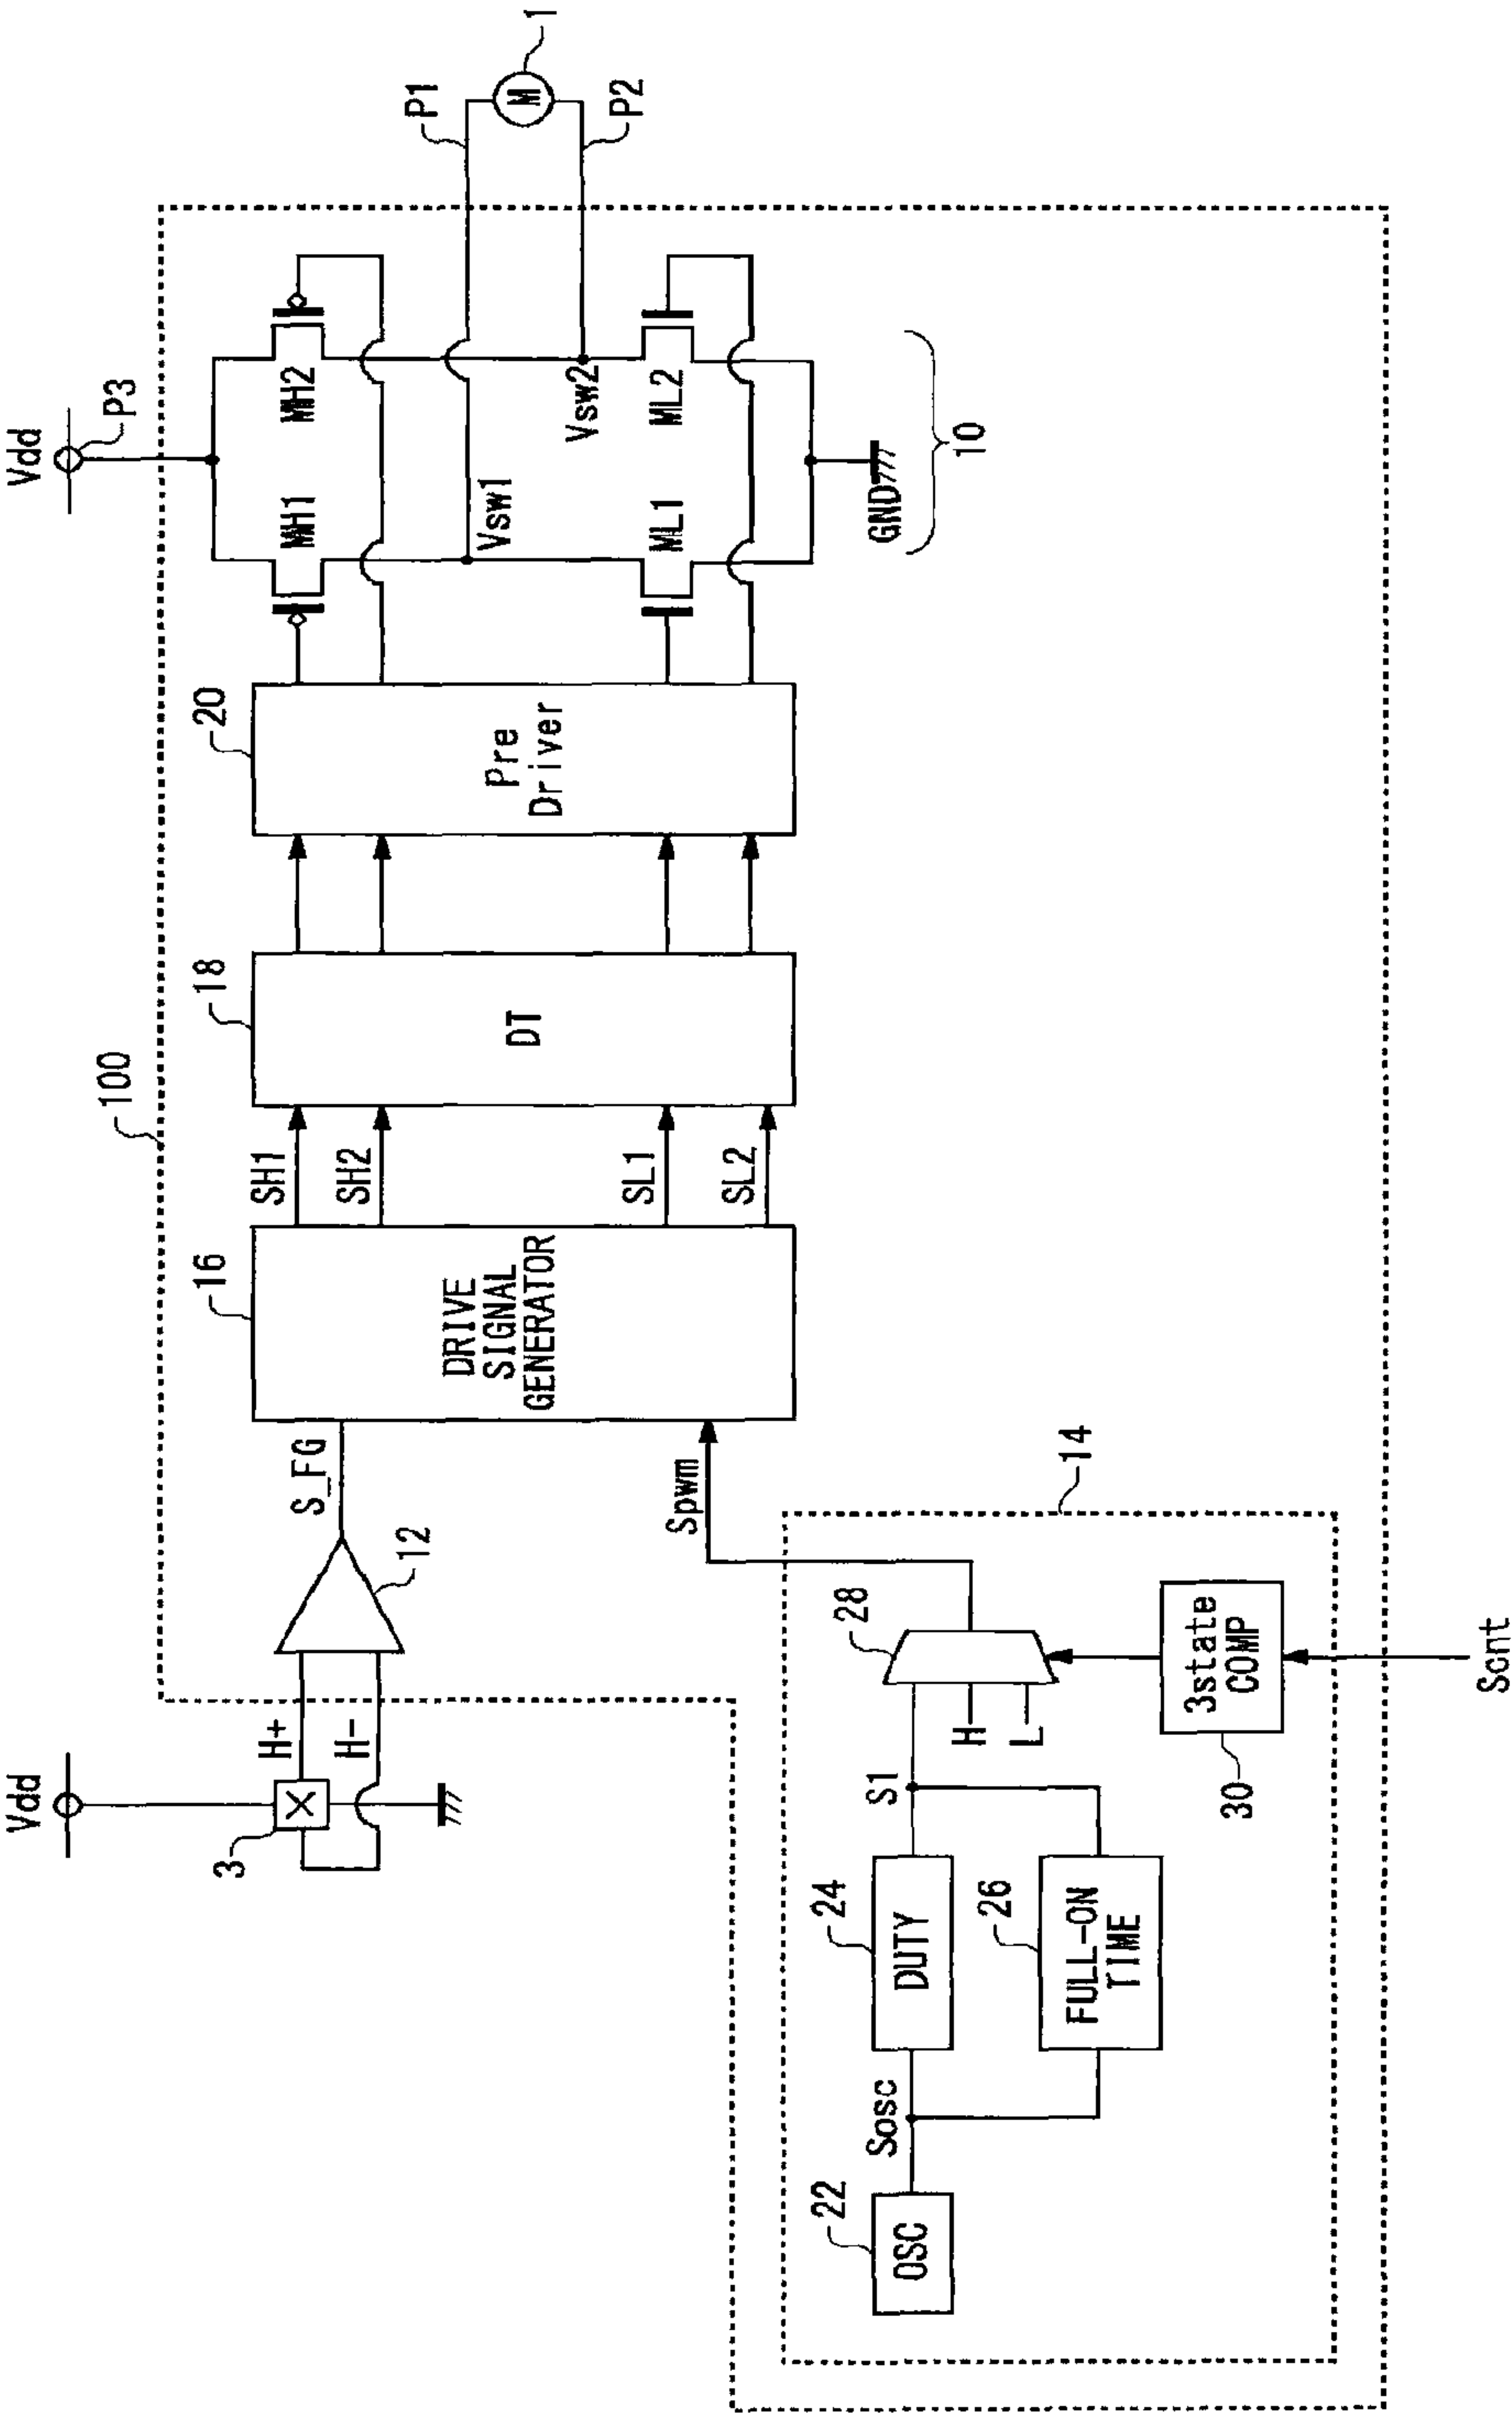 Vdd
P3
100
Vdd
3
H+
H-
12
S_FG
16
DRIVE
SIGNAL
GENERATOR
SH1
SH2
SL1
SL2
18
DT
20
Pre
Driver
MH1
MH2
Vsw1
Vsw2
ML1
ML2
GND
10
P1
P2
M
1
Spwm
14
22
OSC
Sosc
24
DUTY
26
FULL-ON
TIME
S1
28
H
L
30
3state
COMP
Scnt